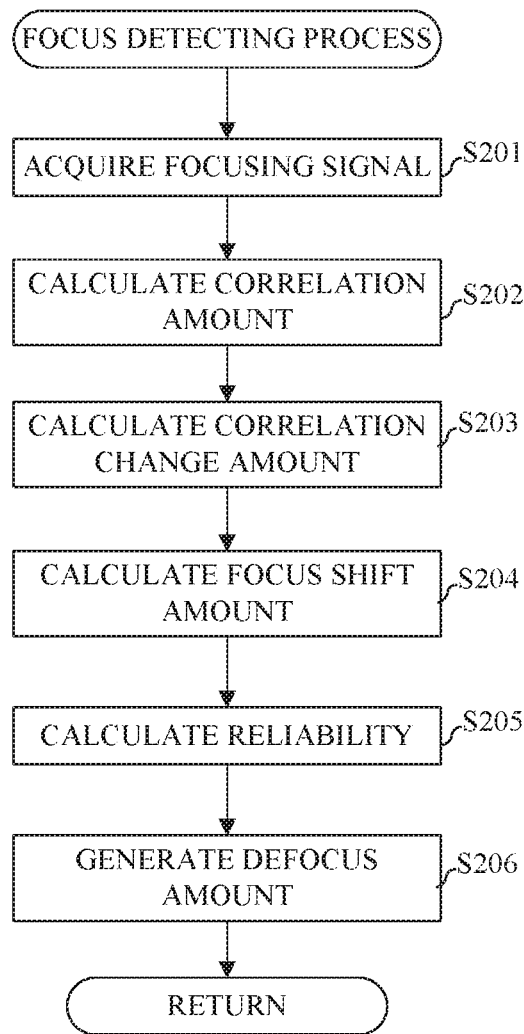 FOCUS DETECTING PROCESS
ACQUIRE FOCUSING SIGNAL
S201
CALCULATE CORRELATION
AMOUNT
S202
CALCULATE CORRELATION
CHANGE AMOUNT
S203
CALCULATE FOCUS SHIFT
AMOUNT
S204
CALCULATE RELIABILITY
S205
GENERATE DEFOCUS
AMOUNT
S206
RETURN